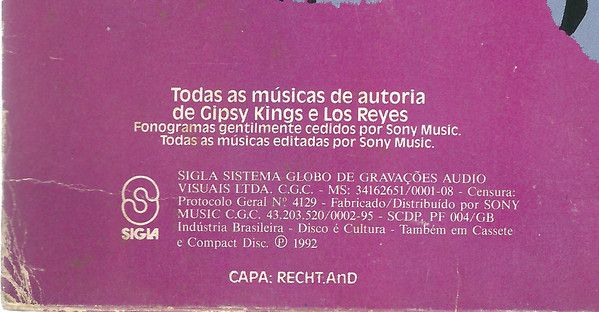 Todas as músicas de autoria
de Gipsy Kings e Los Reyes
Fonogramas gentilmente cedidos por Sony Music.
Todas as músicas editadas por Sony Music.
SIGLA SISTEMA GLOBO DE GRAVAÇÕES AUDIO
VISUAIS LTDA. C.G.C. - MS: 34162651/0001-08 - Censura:
Protocolo Geral Nº 4129 - Fabricado/Distribuído por SONY
MUSIC C.G.C. 43.203.520/0002-95 - SCDP, PF 004/GB
Indústria Brasileira - Disco é Cultura - Também em Cassete
e Compact Disc. ℗ 1992
SIGLA
CAPA: RECHT.AnD